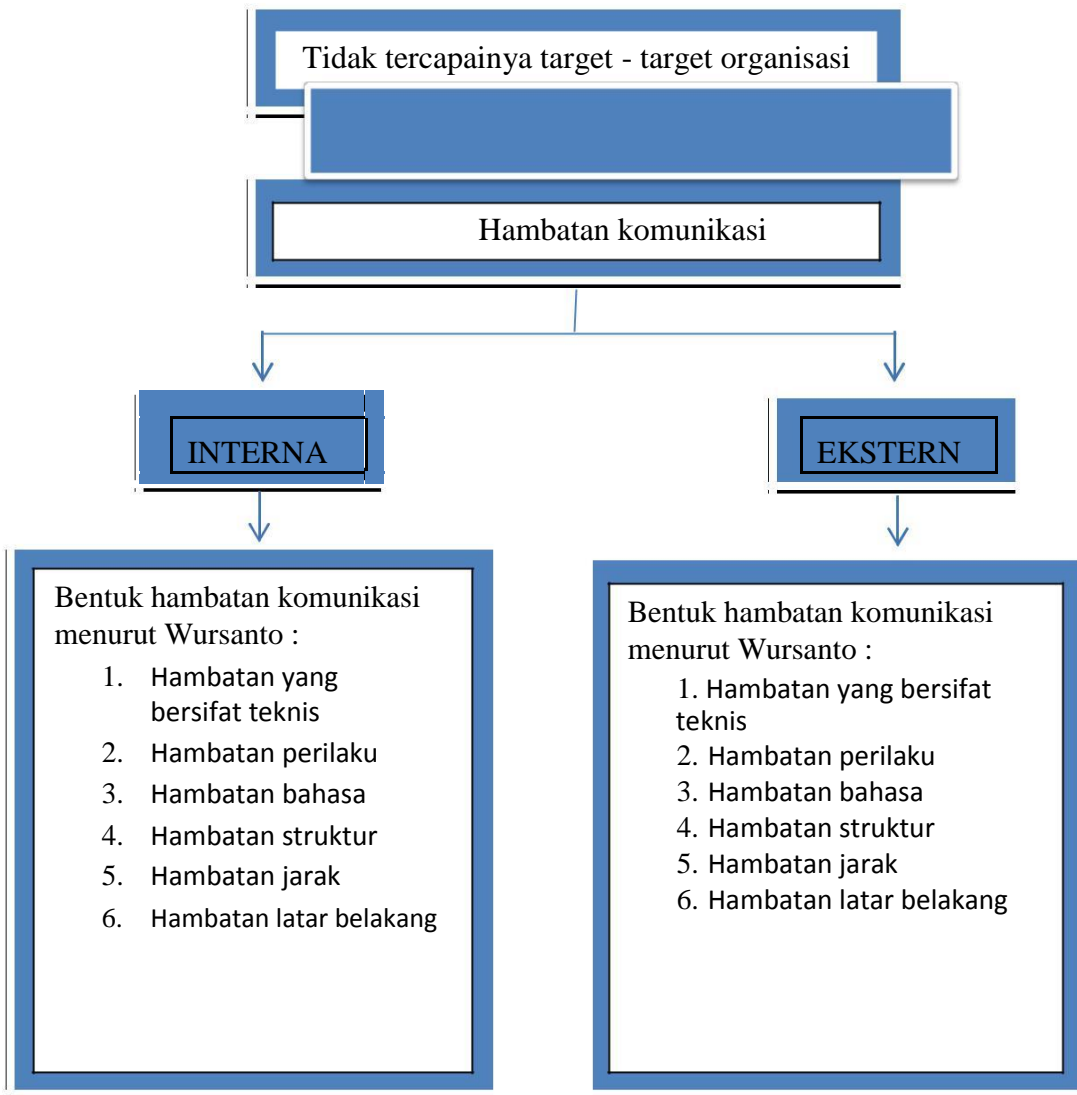 Tidak tercapainya target - target organisasi
Hambatan komunikasi
INTERNA
EKSTERN
Bentuk hambatan komunikasi
menurut Wursanto :
1. Hambatan yang
bersifat teknis
2. Hambatan perilaku
3. Hambatan bahasa
4. Hambatan struktur
5. Hambatan jarak
6. Hambatan latar belakang
Bentuk hambatan komunikasi
menurut Wursanto :
1. Hambatan yang bersifat
teknis
2. Hambatan perilaku
3. Hambatan bahasa
4. Hambatan struktur
5. Hambatan jarak
6. Hambatan latar belakang